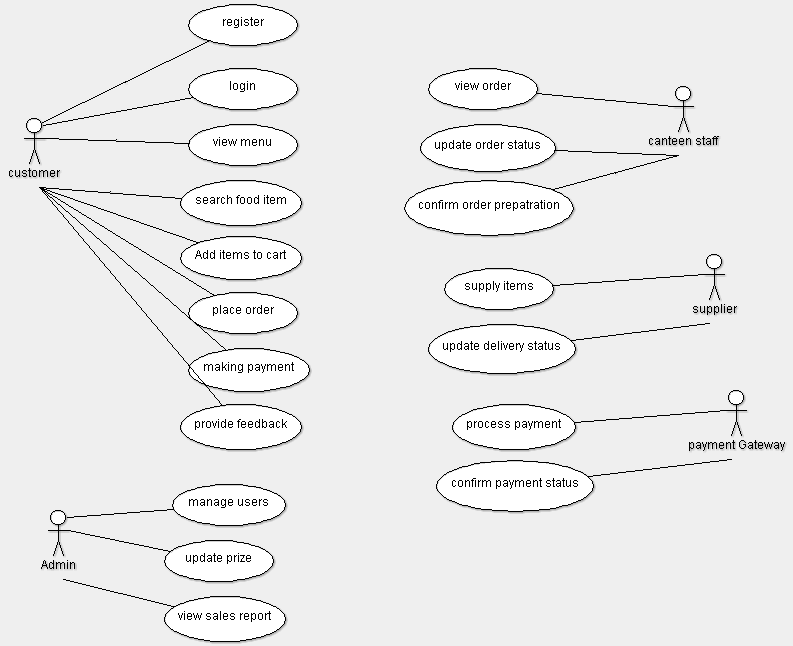 register
login
view menu
customer
search food item
Add items to cart
place order
making payment
provide feedback
manage users
Admin
update prize
view sales report
view order
canteen staff
update order status
confirm order prepatration
supply items
supplier
update delivery status
process payment
payment Gateway
confirm payment status